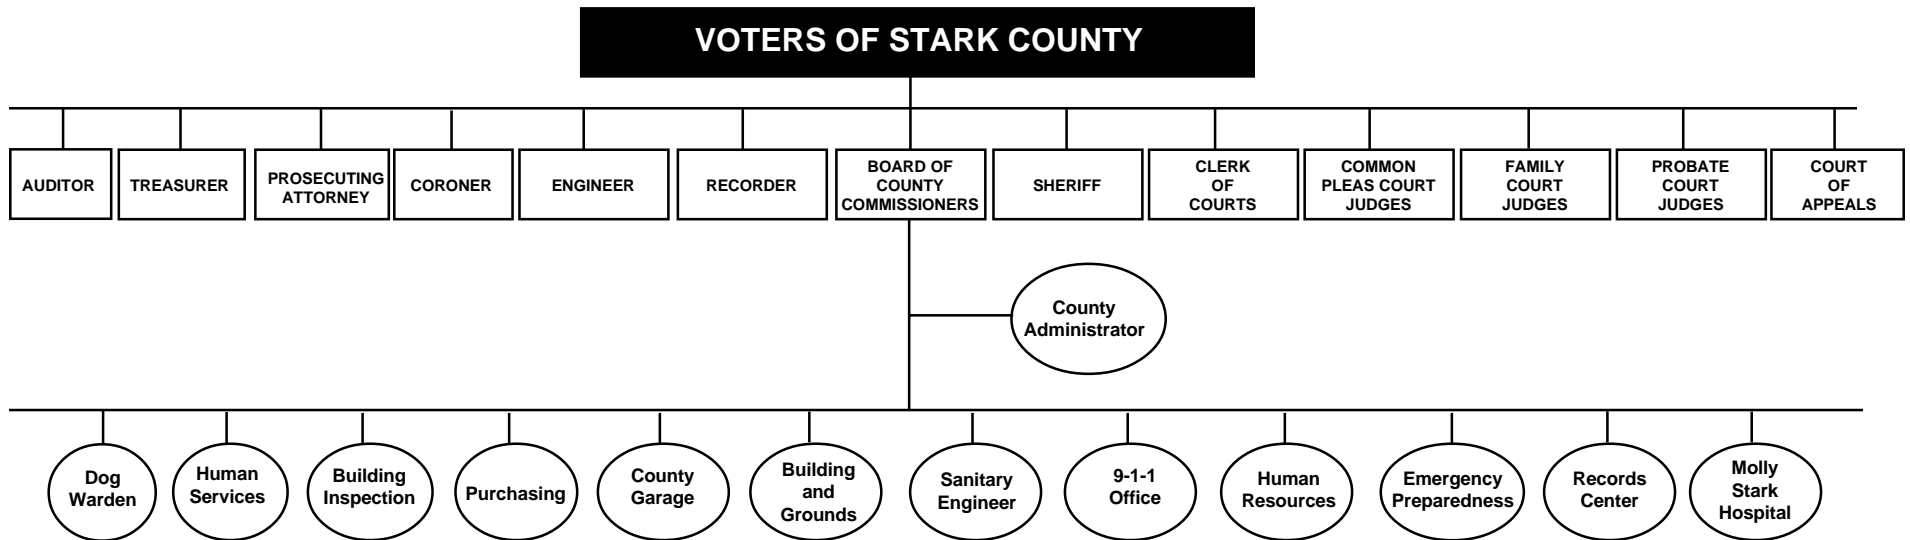 VOTERS OF STARK COUNTY
AUDITOR
TREASURER
PROSECUTING
ATTORNEY
CORONER
ENGINEER
RECORDER
BOARD OF
COUNTY
COMMISSIONERS
SHERIFF
CLERK
OF
COURTS
COMMON
PLEAS COURT
JUDGES
FAMILY
COURT
JUDGES
PROBATE
COURT
JUDGES
COURT
OF
APPEALS
County
Administrator
Dog
Warden
Human
Services
Building
Inspection
Purchasing
County
Garage
Building
and
Grounds
Sanitary
Engineer
9-1-1
Office
Human
Resources
Emergency
Preparedness
Records
Center
Molly
Stark
Hospital